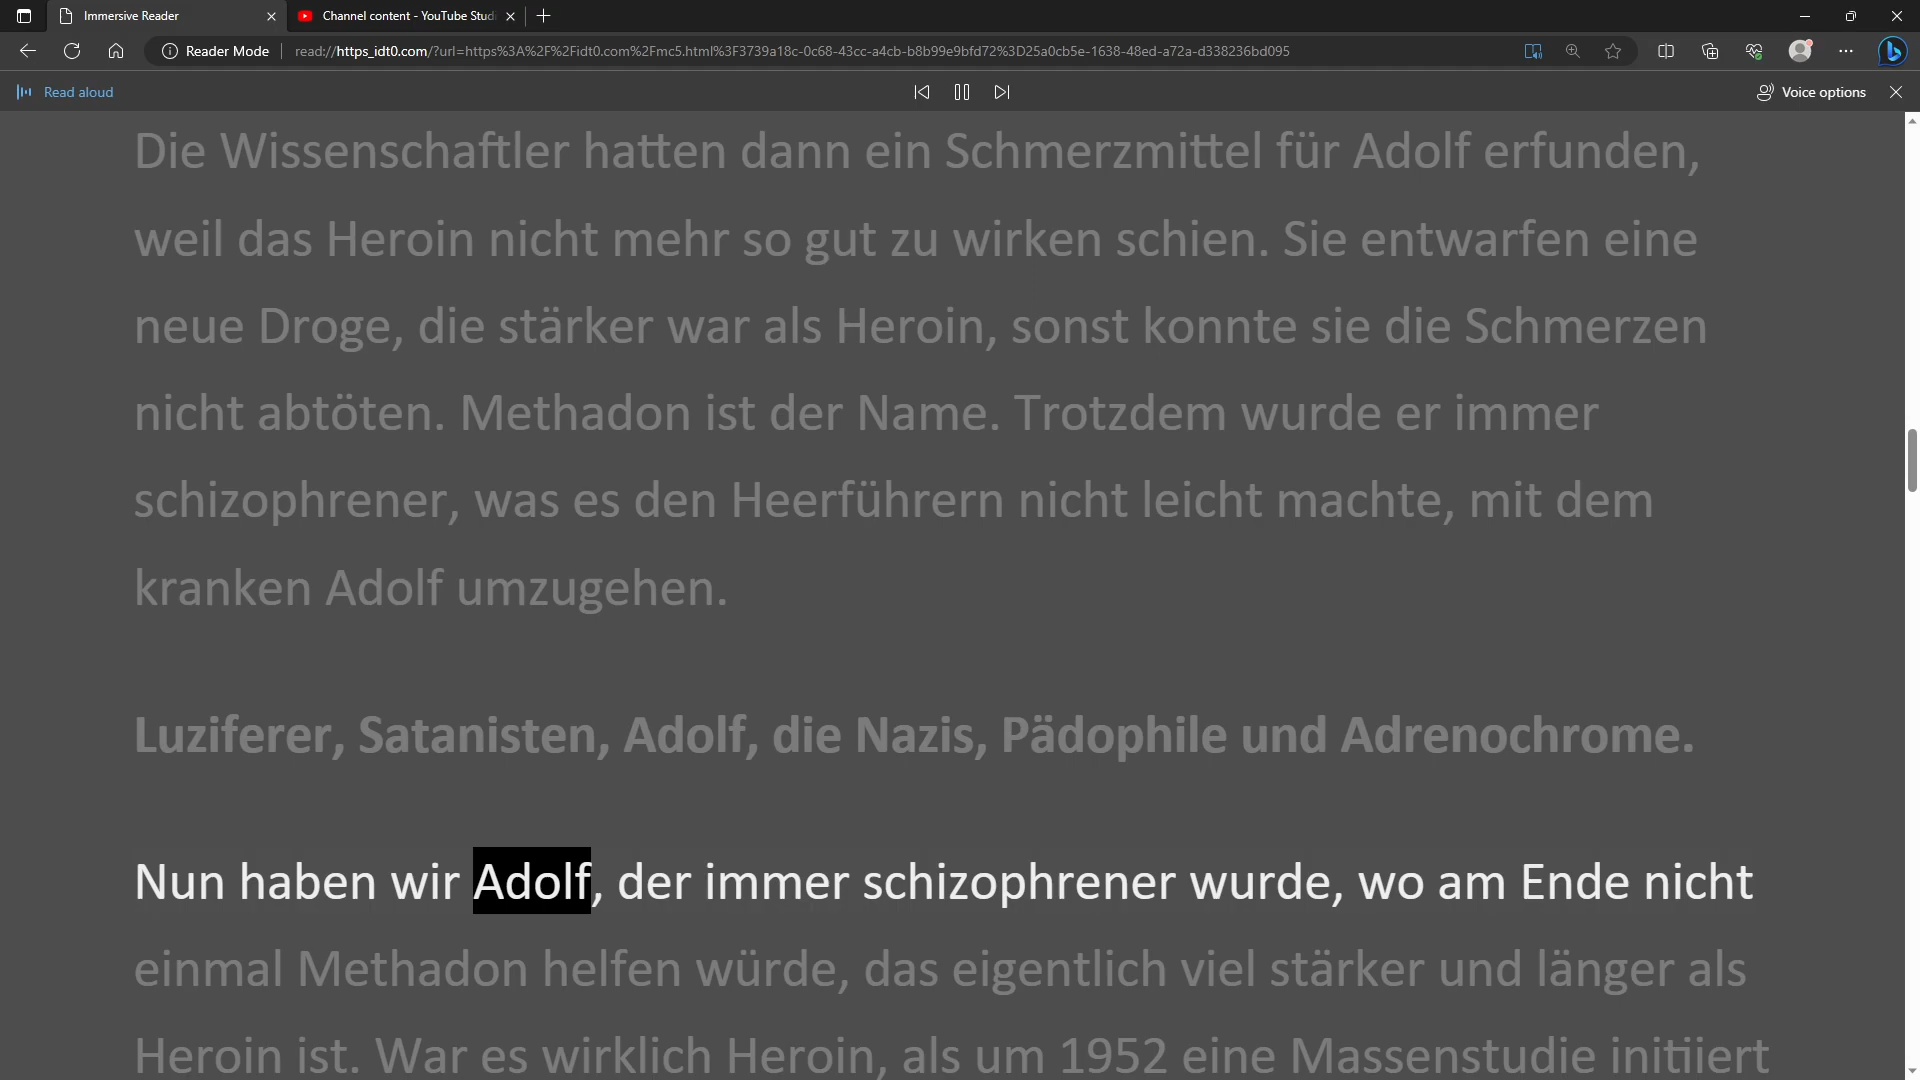 Immersive Reader
Channel content - YouTube Stud
Reader Mode
read://https_idt0.com/?url=https%3A%2F%2Fidt0.com%2Fmc5.html%3F3739a18c-0c68-43cc-a4cb-b8b99e9bfd72%3D25a0cb5e-1638-48ed-a72a-d338236bd095
Read aloud
Voice options
Die Wissenschaftler hatten dann ein Schmerzmittel für Adolf erfunden,
weil das Heroin nicht mehr so gut zu wirken schien. Sie entwarfen eine
neue Droge, die stärker war als Heroin, sonst konnte sie die Schmerzen
nicht abtöten. Methadon ist der Name. Trotzdem wurde er immer
schizophrener, was es den Heerführern nicht leicht machte, mit dem
kranken Adolf umzugehen.
Luziferer, Satanisten, Adolf, die Nazis, Pädophile und Adrenochrome.
Nun haben wir Adolf, der immer schizophrener wurde, wo am Ende nicht
einmal Methadon helfen würde, das eigentlich viel stärker und länger als
Heroin ist. War es wirklich Heroin, als um 1952 eine Massenstudie initiiert